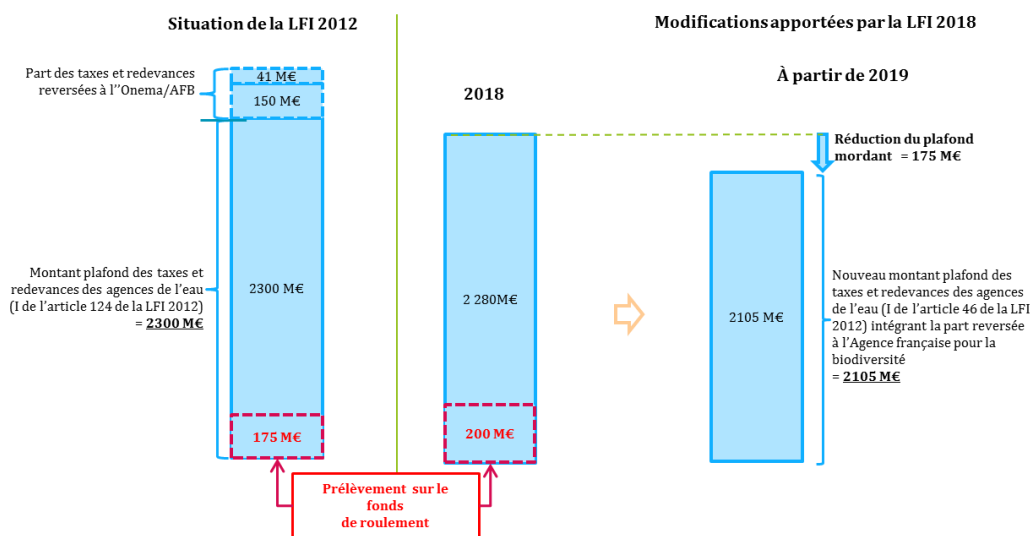 Situation de la LFI 2012
Modifications apportées par la LFI 2018
Part des taxes et redevances
reversées à l''Onema/AFB
41 M€
150 M€
Montant plafond des taxes et
redevances des agences de l'eau
(I de l'article 124 de la LFI 2012)
= 2300 M€
2300 M€
175 M€
2018
2 280M€
200 M€
Prélèvement sur le
fonds
de roulement
À partir de 2019
Réduction du plafond
mordant = 175 M€
2105 M€
Nouveau montant plafond des
taxes et redevances des agences
de l'eau (I de l'article 46 de la LFI
2012) intégrant la part reversée
à l'Agence française pour la
biodiversité
= 2105 M€